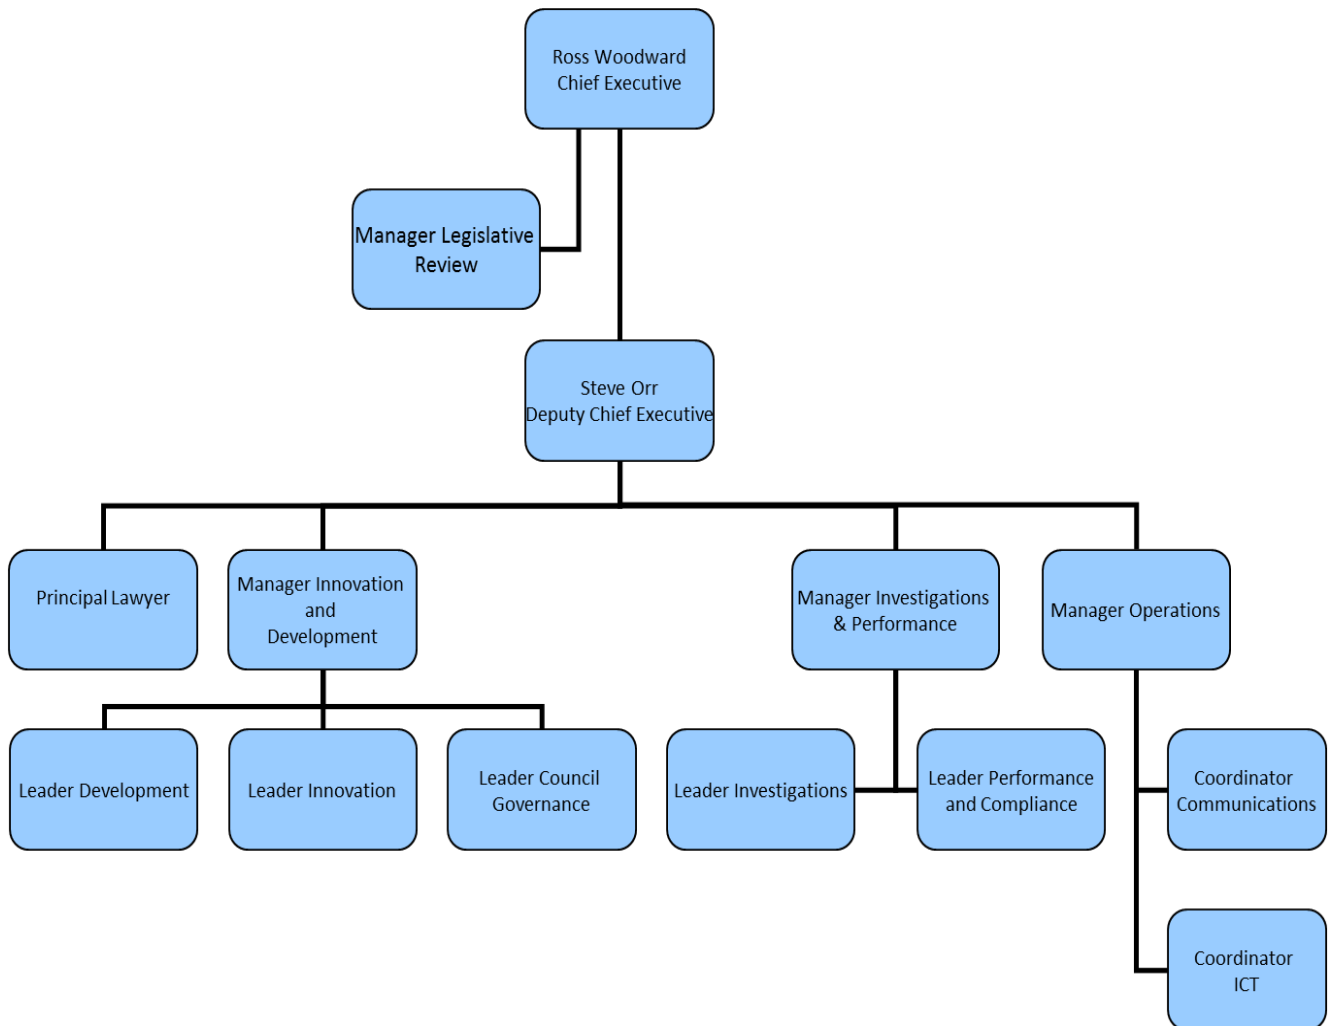 Ross Woodward
Chief Executive
Manager Legislative
Review
Steve Orr
Deputy Chief Executive
Principal Lawyer
Manager Innovation
and
Development
Manager Investigations
& Performance
Manager Operations
Leader Development
Leader Innovation
Leader Council
Governance
Leader Investigations
Leader Performance
and Compliance
Coordinator
Communications
Coordinator
ICT